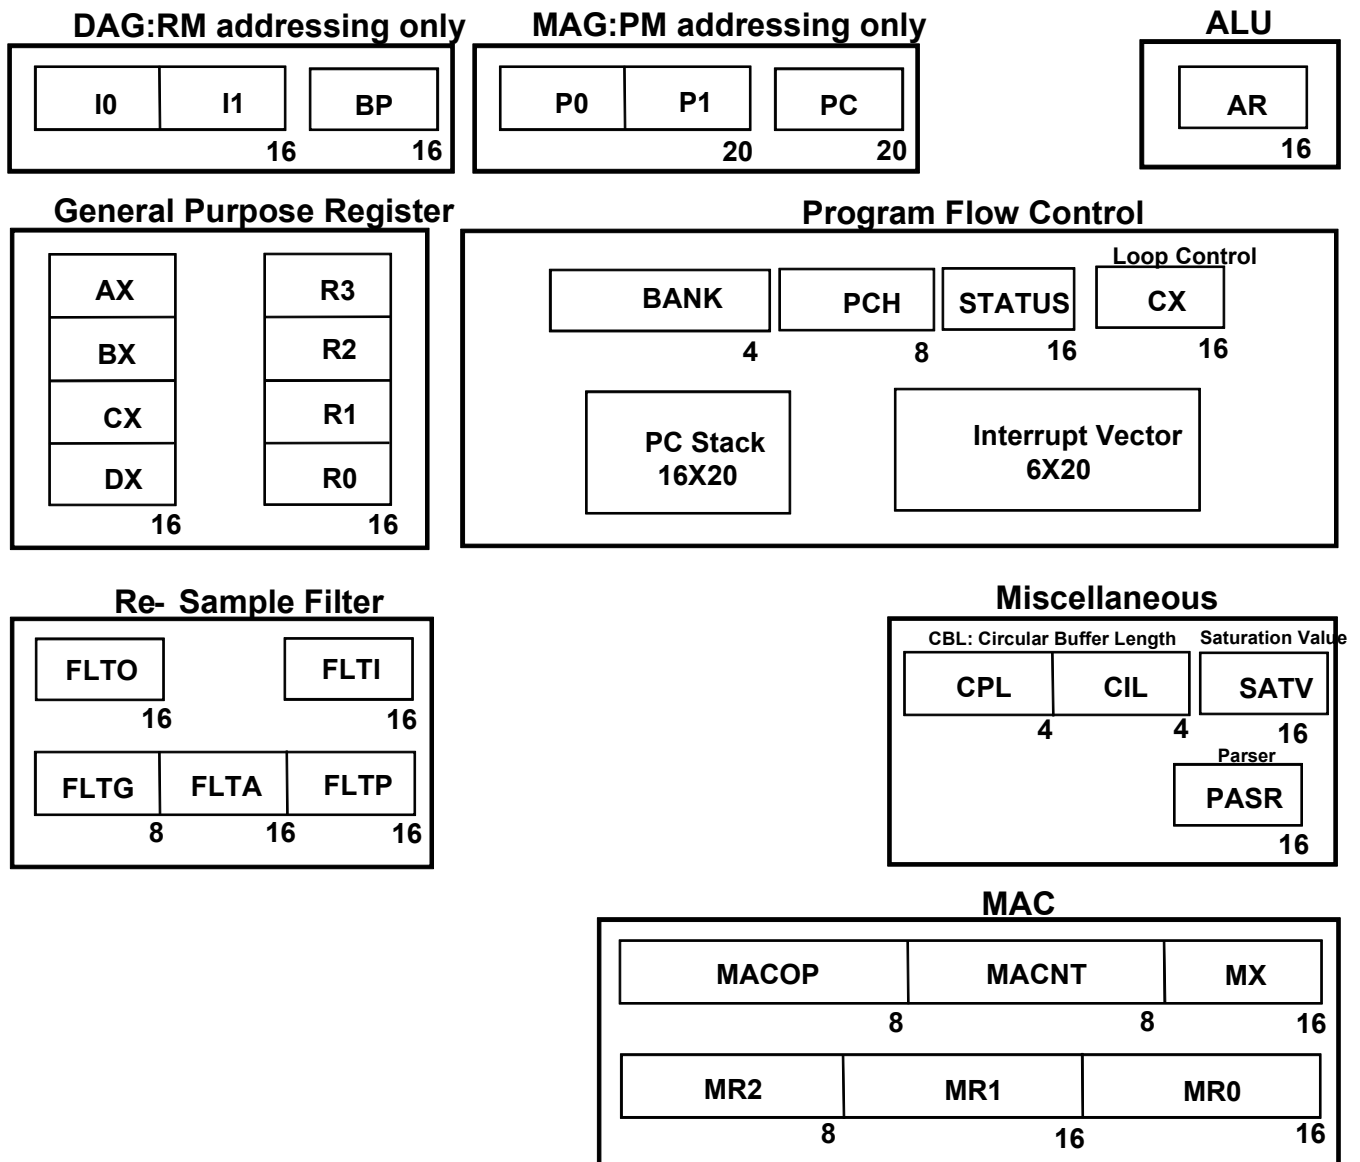 DAG:RM addressing only
MAG:PM addressing only
ALU
I0 I1 BP
16 16
P0 P1 PC
20 20
AR
16
General Purpose Register
AX
BX
CX
DX
16
R3
R2
R1
R0
16
Program Flow Control
Loop Control
BANK PCH STATUS CX
4 8 16 16
PC Stack
16X20
Interrupt Vector
6X20
Re- Sample Filter
FLTO FLTI
16 16
FLTG FLTA FLTP
8 16 16
Miscellaneous
CBL: Circular Buffer Length Saturation Value
CPL CIL SATV
4 4 16
Parser
PASR
16
MAC
MACOP MACNT MX
8 8 16
MR2 MR1 MR0
8 16 16